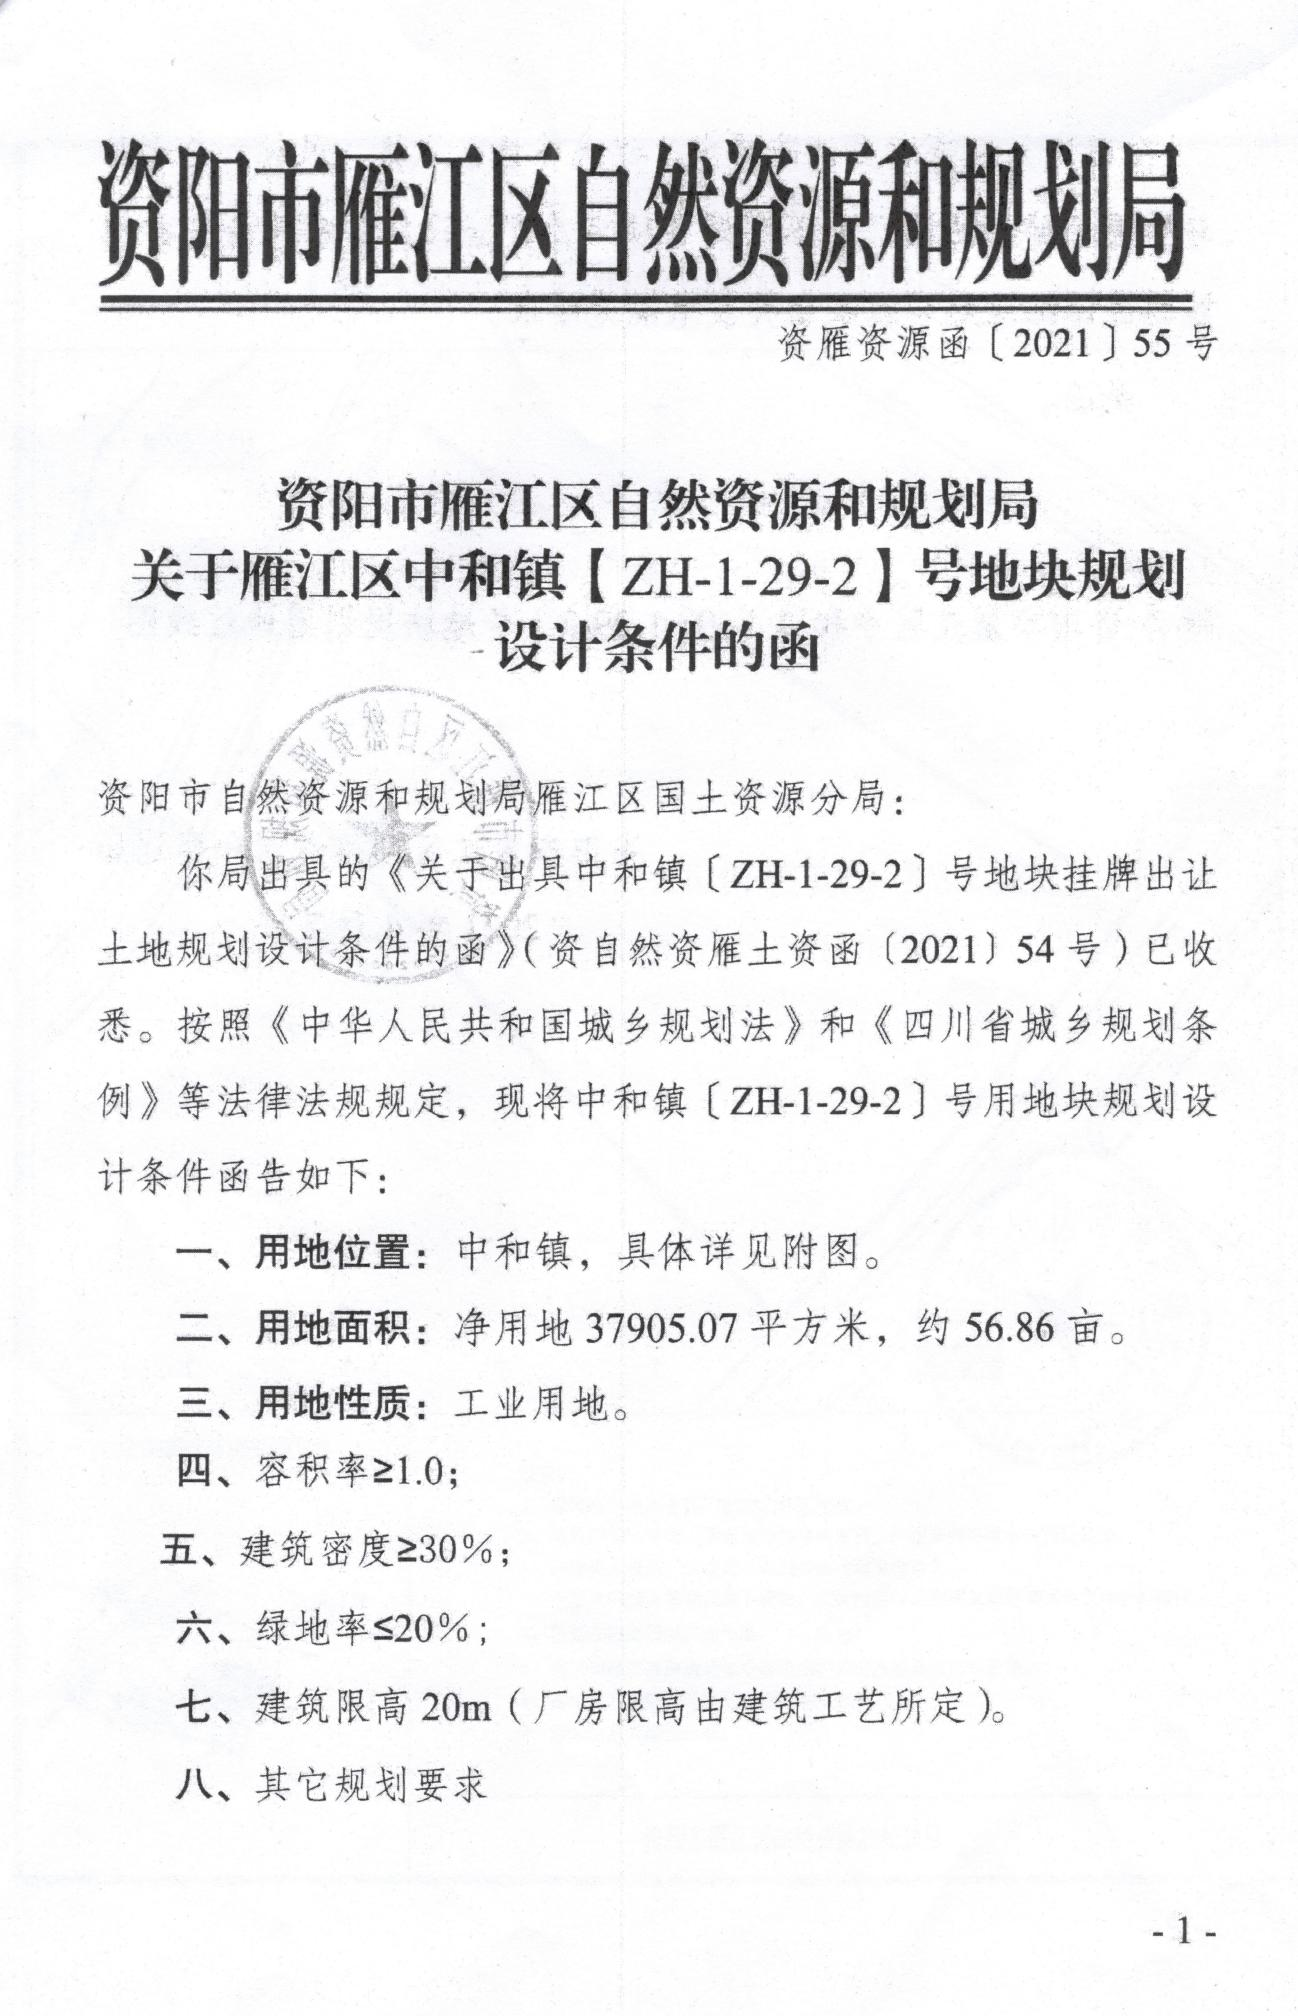 资阳市雁江区自然资源和规划局
资雁资源函〔2021〕55号
资阳市雁江区自然资源和规划局
关于雁江区中和镇【ZH-1-29-2】号地块规划
设计条件的函
资阳市自然资源和规划局雁江区国土资源分局：
你局出具的《关于出具中和镇〔ZH-1-29-2〕号地块挂牌出让
土地规划设计条件的函》（资自然资雁土资函〔2021〕54号）已收
悉。按照《中华人民共和国城乡规划法》和《四川省城乡规划条
例》等法律法规规定，现将中和镇〔ZH-1-29-2〕号用地块规划设
计条件函告如下：
一、用地位置：中和镇，具体详见附图。
二、用地面积：净用地37905.07平方米，约56.86亩。
三、用地性质：工业用地。
四、容积率≥1.0；
五、建筑密度≥30%；
六、绿地率≤20%；
七、建筑限高20m（厂房限高由建筑工艺所定）。
八、其它规划要求
- 1 -